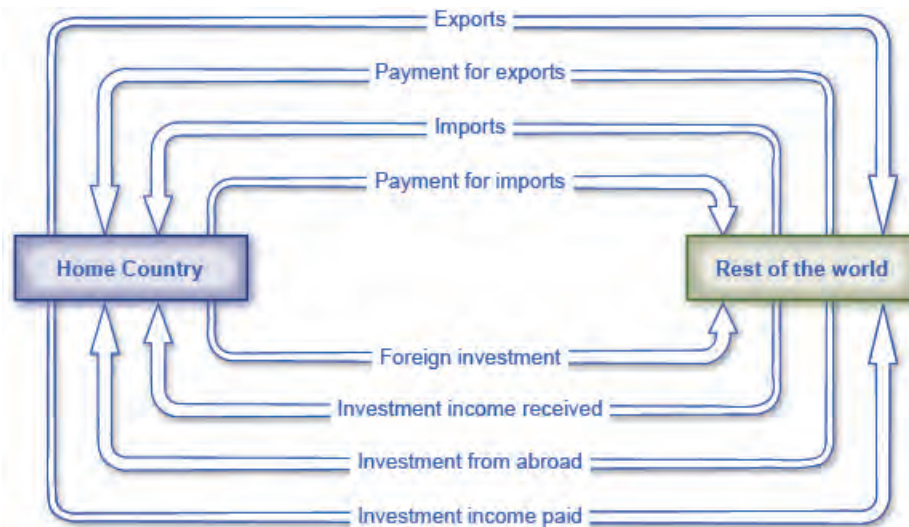 Exports
Payment for exports
Imports
Payment for imports
Home Country
Rest of the world
Foreign investment
Investment income received
Investment from abroad
Investment income paid